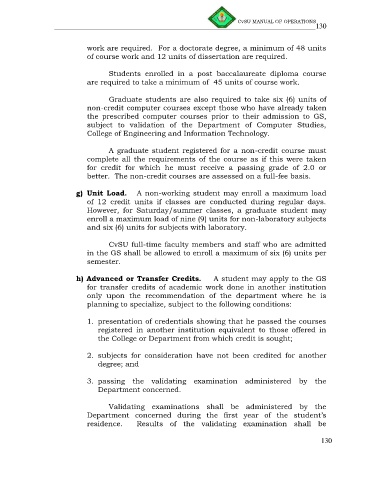 CvSU MANUAL OF OPERATIONS
130
work are required. For a doctorate degree, a minimum of 48 units
of course work and 12 units of dissertation are required.
Students enrolled in a post baccalaureate diploma course
are required to take a minimum of 45 units of course work.
Graduate students are also required to take six (6) units of
non-credit computer courses except those who have already taken
the prescribed computer courses prior to their admission to GS,
subject to validation of the Department of Computer Studies,
College of Engineering and Information Technology.
A graduate student registered for a non-credit course must
complete all the requirements of the course as if this were taken
for credit for which he must receive a passing grade of 2.0 or
better. The non-credit courses are assessed on a full-fee basis.
g) Unit Load. A non-working student may enroll a maximum load
of 12 credit units if classes are conducted during regular days.
However, for Saturday/summer classes, a graduate student may
enroll a maximum load of nine (9) units for non-laboratory subjects
and six (6) units for subjects with laboratory.
CvSU full-time faculty members and staff who are admitted
in the GS shall be allowed to enroll a maximum of six (6) units per
semester.
h) Advanced or Transfer Credits. A student may apply to the GS
for transfer credits of academic work done in another institution
only upon the recommendation of the department where he is
planning to specialize, subject to the following conditions:
1. presentation of credentials showing that he passed the courses
registered in another institution equivalent to those offered in
the College or Department from which credit is sought;
2. subjects for consideration have not been credited for another
degree; and
3. passing the validating examination administered by the
Department concerned.
Validating examinations shall be administered by the
Department concerned during the first year of the student's
residence. Results of the validating examination shall be
130